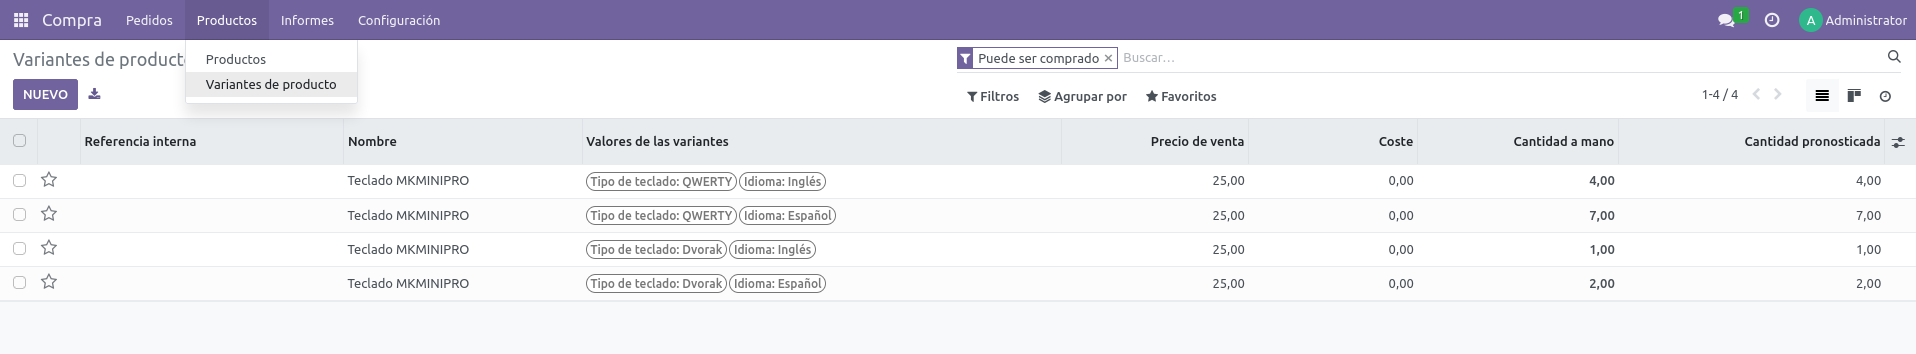 Compra Pedidos Productos Informes Configuración 1 A Administrator
Productos
Variantes de producto
Variantes de product
Puede ser comprado × Buscar...
NUEVO
Filtros Agrupar por Favoritos 1-4 / 4
Referencia interna Nombre Valores de las variantes Precio de venta Coste Cantidad a mano Cantidad pronosticada
Teclado MKMINIPRO Tipo de teclado: QWERTY Idioma: Inglés 25,00 0,00 4,00 4,00
Teclado MKMINIPRO Tipo de teclado: QWERTY Idioma: Español 25,00 0,00 7,00 7,00
Teclado MKMINIPRO Tipo de teclado: Dvorak Idioma: Inglés 25,00 0,00 1,00 1,00
Teclado MKMINIPRO Tipo de teclado: Dvorak Idioma: Español 25,00 0,00 2,00 2,00